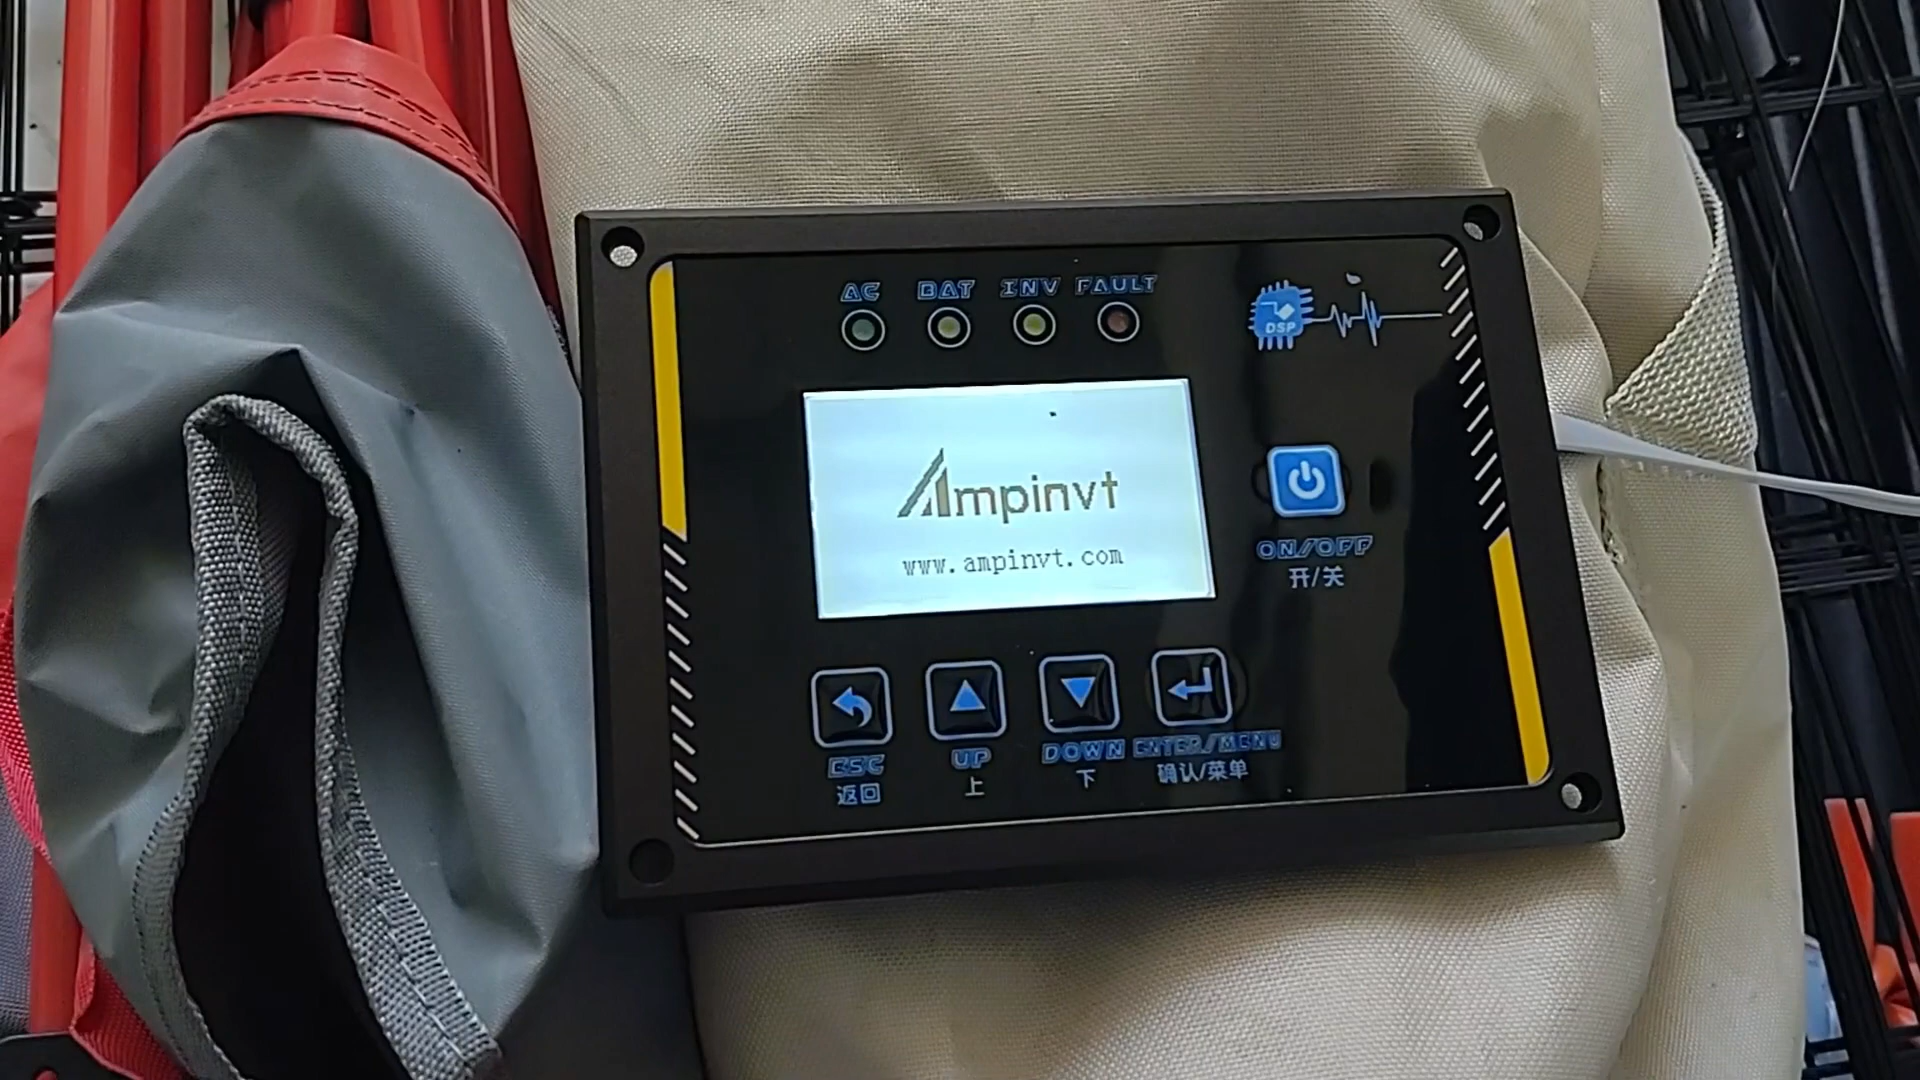 AC BAT INV FAULT
DSP
Ampinvt
www.ampinvt.com
ON/OFF
开/关
ESC UP DOWN ENTER/MENU
返回 上 下 确认/菜单